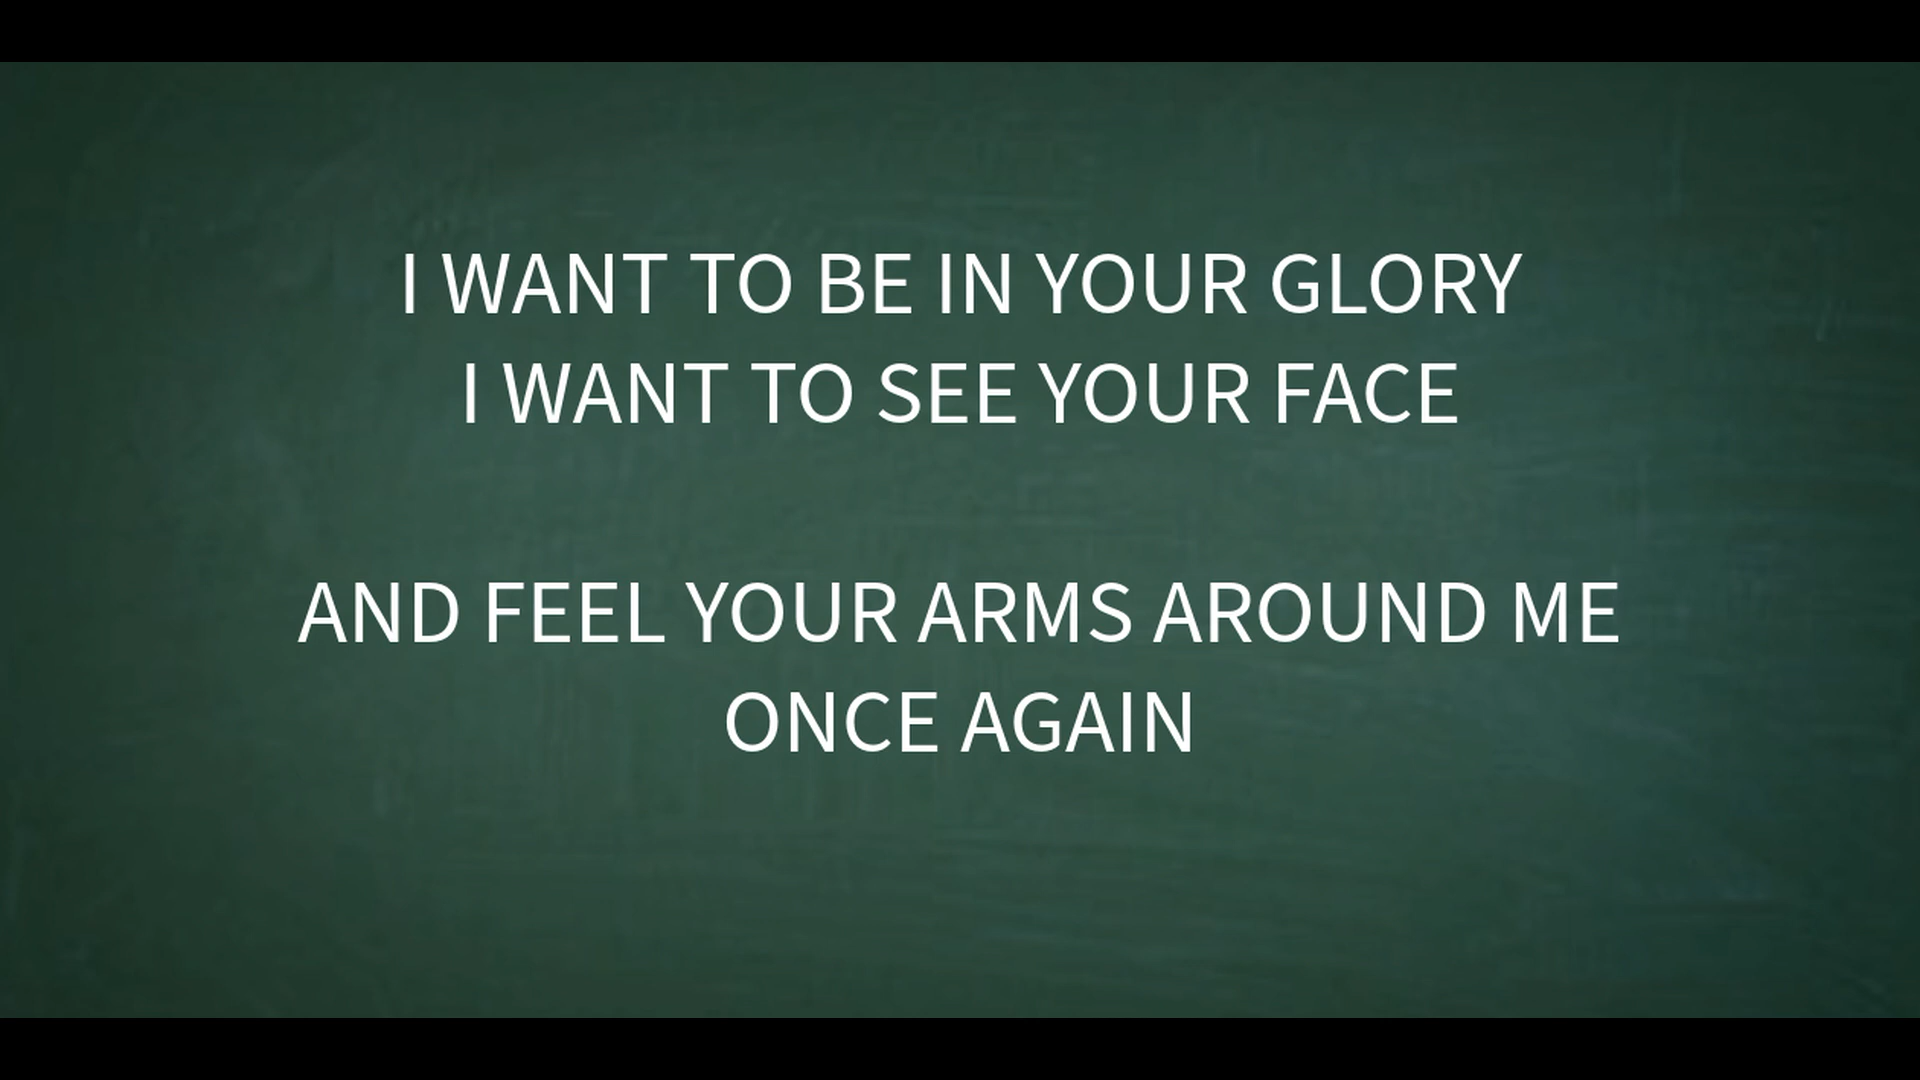 I WANT TO BE IN YOUR GLORY
I WANT TO SEE YOUR FACE
AND FEEL YOUR ARMS AROUND ME
ONCE AGAIN